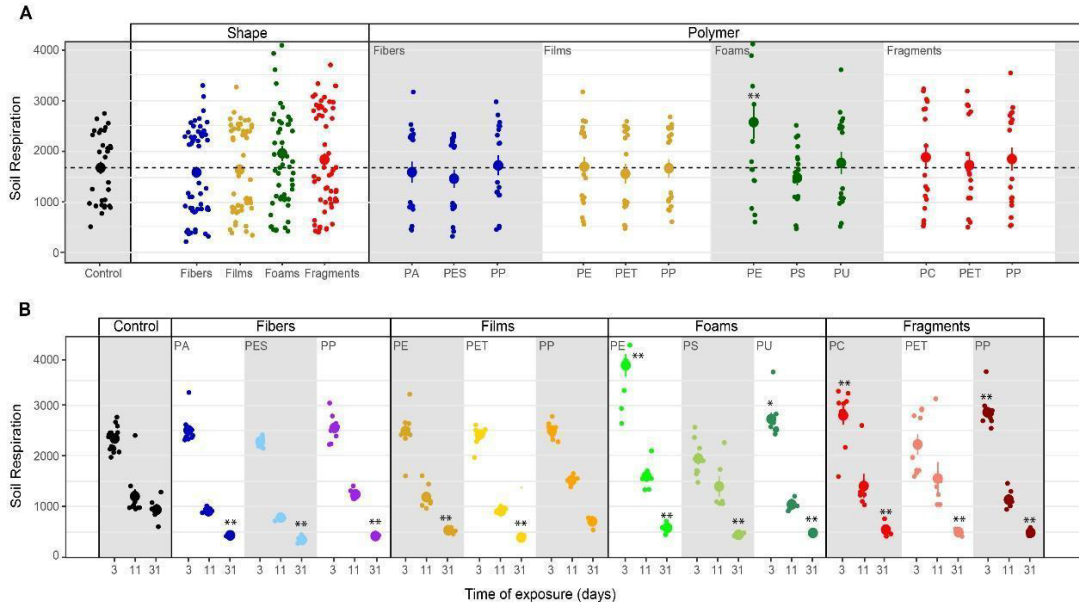 A
Shape Polymer
Fibers Films Foams Fragments
4000
3000
2000
1000
0
Soil Respiration
**
Control Fibers Films Foams Fragments PA PES PP PE PET PP PE PS PU PC PET PP
B
Control Fibers Films Foams Fragments
PA PES PP PE PET PP PE PS PU PC PET PP
4000
3000
2000
1000
0
Soil Respiration
** * ** **
** ** ** ** ** ** ** ** ** ** **
3 11 31 3 11 31 3 11 31 3 11 31 3 11 31 3 11 31 3 11 31 3 11 31 3 11 31 3 11 31 3 11 31 3 11 31 3 11 31
Time of exposure (days)